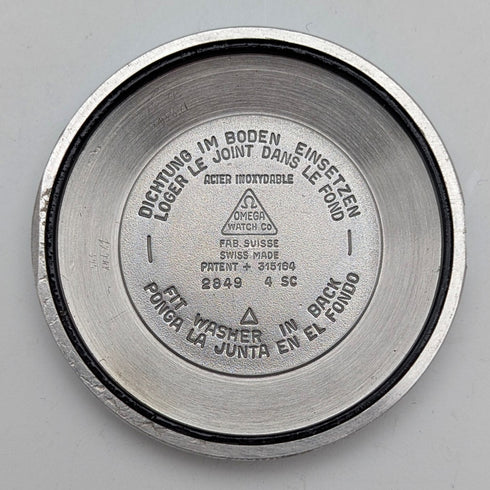 DICHTUNG IM BODEN EINSETZEN
LOGER LE JOINT DANS LE FOND
ACIER INOXYDABLE
Ω
OMEGA
WATCH Co
FAB. SUISSE
SWISS MADE
PATENT + 315164
2849 4 SC
FIT WASHER IN BACK
PONGA LA JUNTA EN EL FONDO